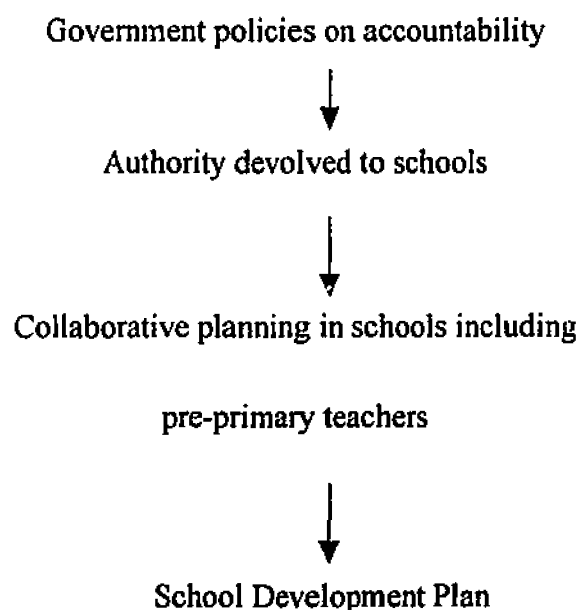 Government policies on accountability
Authority devolved to schools
Collaborative planning in schools including
pre-primary teachers
School Development Plan